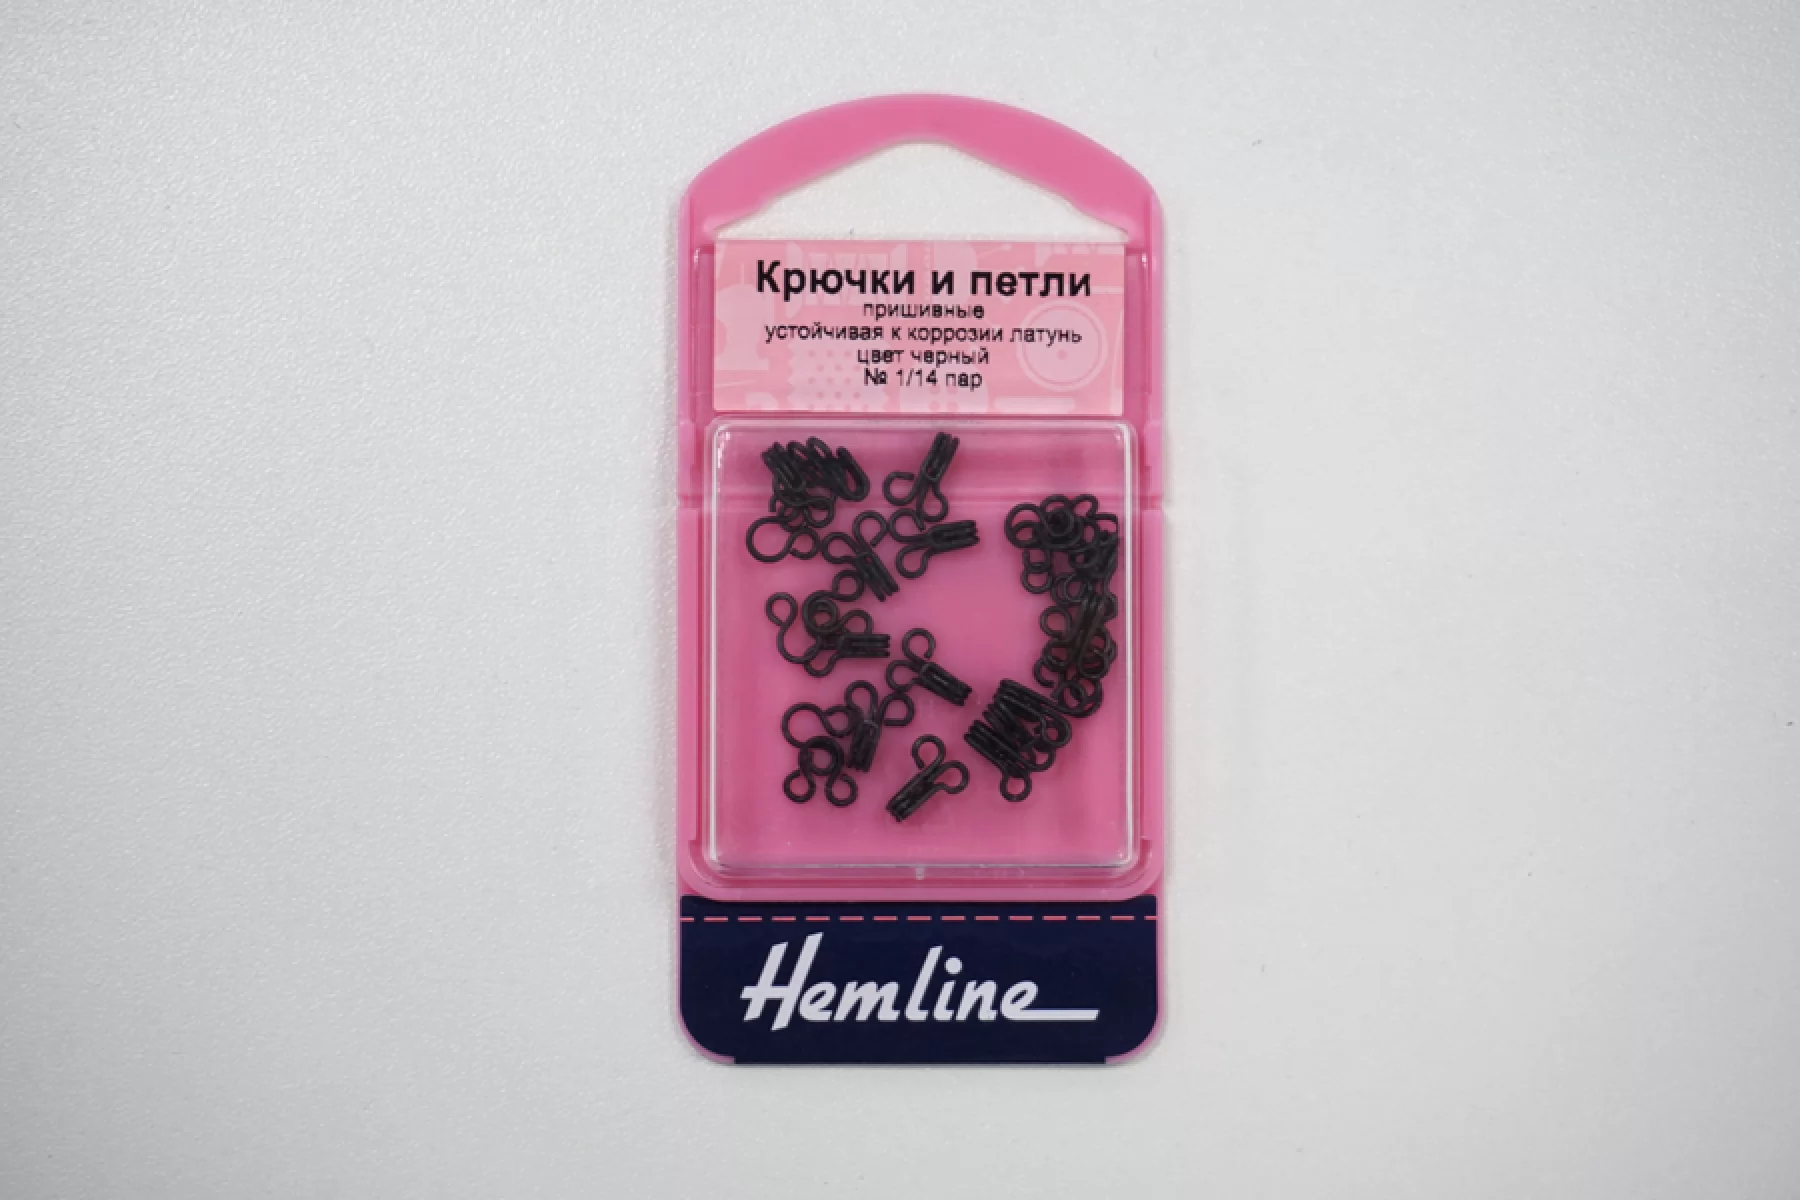 Крючки и петли
пришивные
устойчивая к коррозии латунь
цвет черный
№ 1/14 пар
Hemline